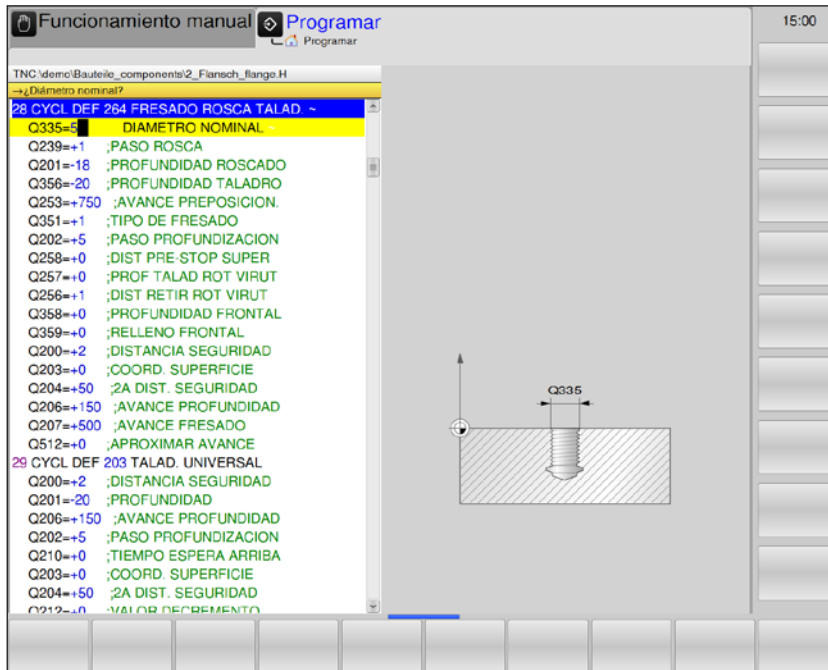 Funcionamiento manual
Programar
Programar
15:00
TNC:\demo\Bauteile_components\2_Flansch_flange.H
→¿Diámetro nominal?
28 CYCL DEF 264 FRESADO ROSCA TALAD. ~
Q335=5 DIAMETRO NOMINAL ~
Q239=+1 ;PASO ROSCA
Q201=-18 ;PROFUNDIDAD ROSCADO
Q356=-20 ;PROFUNDIDAD TALADRO
Q253=+750 ;AVANCE PREPOSICION.
Q351=+1 ;TIPO DE FRESADO
Q202=+5 ;PASO PROFUNDIZACION
Q258=+0 ;DIST PRE-STOP SUPER
Q257=+0 ;PROF TALAD ROT VIRUT
Q256=+1 ;DIST RETIR ROT VIRUT
Q358=+0 ;PROFUNDIDAD FRONTAL
Q359=+0 ;RELLENO FRONTAL
Q200=+2 ;DISTANCIA SEGURIDAD
Q203=+0 ;COORD. SUPERFICIE
Q204=+50 ;2A DIST. SEGURIDAD
Q206=+150 ;AVANCE PROFUNDIDAD
Q207=+500 ;AVANCE FRESADO
Q512=+0 ;APROXIMAR AVANCE
29 CYCL DEF 203 TALAD. UNIVERSAL
Q200=+2 ;DISTANCIA SEGURIDAD
Q201=-20 ;PROFUNDIDAD
Q206=+150 ;AVANCE PROFUNDIDAD
Q202=+5 ;PASO PROFUNDIZACION
Q210=+0 ;TIEMPO ESPERA ARRIBA
Q203=+0 ;COORD. SUPERFICIE
Q204=+50 ;2A DIST. SEGURIDAD
Q212=+0 ;VALOR DECREMENTO
Q335